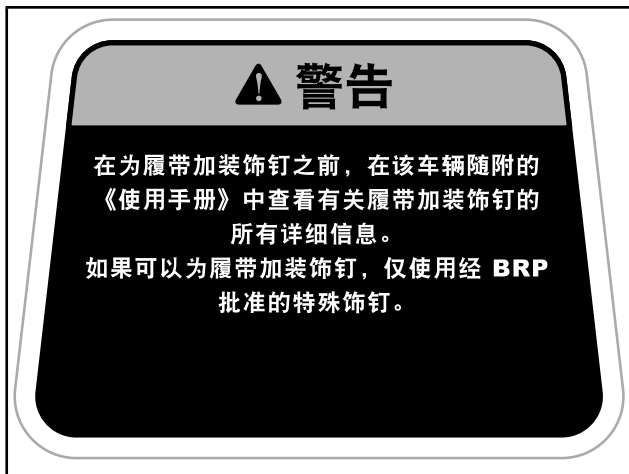 警告
在为履带加装饰钉之前，在该车辆随附的
《使用手册》中查看有关履带加装饰钉的
所有详细信息。
如果可以为履带加装饰钉，仅使用经 BRP
批准的特殊饰钉。